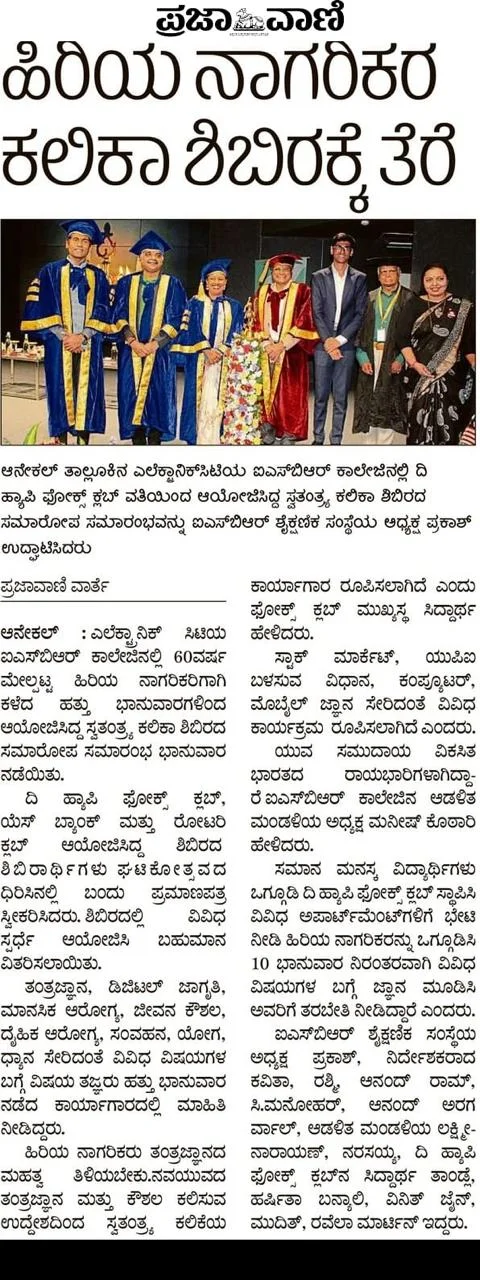 ಪ್ರಜಾವಾಣಿ
ಹಿರಿಯ ನಾಗರಿಕರ
ಕಲಿಕಾ ಶಿಬಿರಕ್ಕೆ ತೆರೆ
ಆನೇಕಲ್ ತಾಲ್ಲೂಕಿನ ಎಲೆಕ್ಟ್ರಾನಿಕ್‌ಸಿಟಿಯ ಐಎಸ್‌ಬಿಆರ್ ಕಾಲೇಜಿನಲ್ಲಿ ದಿ
ಹ್ಯಾಪಿ ಫೋಕ್ಸ್ ಕ್ಲಬ್ ವತಿಯಿಂದ ಆಯೋಜಿಸಿದ್ದ ಸ್ವತಂತ್ರ್ಯ ಕಲಿಕಾ ಶಿಬಿರದ
ಸಮಾರೋಪ ಸಮಾರಂಭವನ್ನು ಐಎಸ್‌ಬಿಆರ್ ಶೈಕ್ಷಣಿಕ ಸಂಸ್ಥೆಯ ಅಧ್ಯಕ್ಷ ಪ್ರಕಾಶ್
ಉದ್ಘಾಟಿಸಿದರು
ಪ್ರಜಾವಾಣಿ ವಾರ್ತೆ
ಆನೇಕಲ್ : ಎಲೆಕ್ಟ್ರಾನಿಕ್ ಸಿಟಿಯ
ಐಎಸ್‌ಬಿಆರ್ ಕಾಲೇಜಿನಲ್ಲಿ 60ವರ್ಷ
ಮೇಲ್ಪಟ್ಟ ಹಿರಿಯ ನಾಗರಿಕರಿಗಾಗಿ
ಕಳೆದ ಹತ್ತು ಭಾನುವಾರಗಳಿಂದ
ಆಯೋಜಿಸಿದ್ದ ಸ್ವತಂತ್ರ್ಯ ಕಲಿಕಾ ಶಿಬಿರದ
ಸಮಾರೋಪ ಸಮಾರಂಭ ಭಾನುವಾರ
ನಡೆಯಿತು.
ದಿ ಹ್ಯಾಪಿ ಫೋಕ್ಸ್ ಕ್ಲಬ್,
ಯೆಸ್ ಬ್ಯಾಂಕ್ ಮತ್ತು ರೋಟರಿ
ಕ್ಲಬ್ ಆಯೋಜಿಸಿದ್ದ ಶಿಬಿರದ
ಶಿಬಿರಾರ್ಥಿಗಳು ಘಟಿಕೋತ್ಸವದ
ಧಿರಿಸಿನಲ್ಲಿ ಬಂದು ಪ್ರಮಾಣಪತ್ರ
ಸ್ವೀಕರಿಸಿದರು. ಶಿಬಿರದಲ್ಲಿ ವಿವಿಧ
ಸ್ಪರ್ಧೆ ಆಯೋಜಿಸಿ ಬಹುಮಾನ
ವಿತರಿಸಲಾಯಿತು.
ತಂತ್ರಜ್ಞಾನ, ಡಿಜಿಟಲ್ ಜಾಗೃತಿ,
ಮಾನಸಿಕ ಆರೋಗ್ಯ, ಜೀವನ ಕೌಶಲ,
ದೈಹಿಕ ಆರೋಗ್ಯ, ಸಂವಹನ, ಯೋಗ,
ಧ್ಯಾನ ಸೇರಿದಂತೆ ವಿವಿಧ ವಿಷಯಗಳ
ಬಗ್ಗೆ ವಿಷಯ ತಜ್ಞರು ಹತ್ತು ಭಾನುವಾರ
ನಡೆದ ಕಾರ್ಯಾಗಾರದಲ್ಲಿ ಮಾಹಿತಿ
ನೀಡಿದ್ದರು.
ಹಿರಿಯ ನಾಗರಿಕರು ತಂತ್ರಜ್ಞಾನದ
ಮಹತ್ವ ತಿಳಿಯಬೇಕು.ನವಯುವದ
ತಂತ್ರಜ್ಞಾನ ಮತ್ತು ಕೌಶಲ ಕಲಿಸುವ
ಉದ್ದೇಶದಿಂದ ಸ್ವತಂತ್ರ್ಯ ಕಲಿಕೆಯ
ಕಾರ್ಯಾಗಾರ ರೂಪಿಸಲಾಗಿದೆ ಎಂದು
ಫೋಕ್ಸ್ ಕ್ಲಬ್ ಮುಖ್ಯಸ್ಥ ಸಿದ್ದಾರ್ಥ
ಹೇಳಿದರು.
ಸ್ಟಾಕ್ ಮಾರ್ಕೆಟ್, ಯುಪಿಐ
ಬಳಸುವ ವಿಧಾನ, ಕಂಪ್ಯೂಟರ್,
ಮೊಬೈಲ್ ಜ್ಞಾನ ಸೇರಿದಂತೆ ವಿವಿಧ
ಕಾರ್ಯಕ್ರಮ ರೂಪಿಸಲಾಗಿದೆ ಎಂದರು.
ಯುವ ಸಮುದಾಯ ವಿಕಸಿತ
ಭಾರತದ ರಾಯಭಾರಿಗಳಾಗಿದ್ದಾ-
ರೆ ಐಎಸ್‌ಬಿಆರ್ ಕಾಲೇಜಿನ ಆಡಳಿತ
ಮಂಡಳಿಯ ಅಧ್ಯಕ್ಷ ಮನೀಷ್ ಕೊಠಾರಿ
ಹೇಳಿದರು.
ಸಮಾನ ಮನಸ್ಕ ವಿದ್ಯಾರ್ಥಿಗಳು
ಒಗ್ಗೂಡಿ ದಿ ಹ್ಯಾಪಿ ಫೋಕ್ಸ್ ಕ್ಲಬ್ ಸ್ಥಾಪಿಸಿ
ವಿವಿಧ ಅಪಾರ್ಟ್‌ಮೆಂಟ್‌ಗಳಿಗೆ ಭೇಟಿ
ನೀಡಿ ಹಿರಿಯ ನಾಗರಿಕರನ್ನು ಒಗ್ಗೂಡಿಸಿ
10 ಭಾನುವಾರ ನಿರಂತರವಾಗಿ ವಿವಿಧ
ವಿಷಯಗಳ ಬಗ್ಗೆ ಜ್ಞಾನ ಮೂಡಿಸಿ
ಅವರಿಗೆ ತರಬೇತಿ ನೀಡಿದ್ದಾರೆ ಎಂದರು.
ಐಎಸ್‌ಬಿಆರ್ ಶೈಕ್ಷಣಿಕ ಸಂಸ್ಥೆಯ
ಅಧ್ಯಕ್ಷ ಪ್ರಕಾಶ್, ನಿರ್ದೇಶಕರಾದ
ಕವಿತಾ, ರಶ್ಮಿ, ಆನಂದ್ ರಾಮ್,
ಸಿ.ಮನೋಹರ್, ಆನಂದ್ ಅರಗ
ರ್ವಾಲ್, ಆಡಳಿತ ಮಂಡಳಿಯ ಲಕ್ಷ್ಮೀ-
ನಾರಾಯಣ್, ನರಸಯ್ಯ, ದಿ ಹ್ಯಾಪಿ
ಫೋಕ್ಸ್ ಕ್ಲಬ್‌ನ ಸಿದ್ದಾರ್ಥ ತಾಂಡ್ಲೆ,
ಹರ್ಷಿತಾ ಬನ್ಸಾಲಿ, ವಿನಿತ್ ಜೈನ್,
ಮುದಿತ್, ರವೆಲಾ ಮಾರ್ಟಿನ್ ಇದ್ದರು.